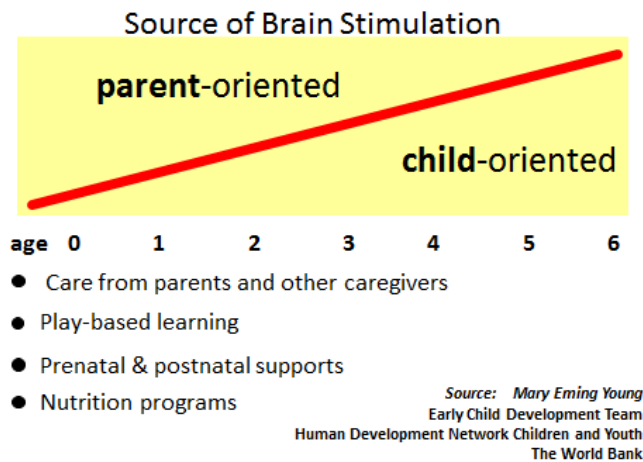 Source of Brain Stimulation
parent-oriented
child-oriented
age 0 1 2 3 4 5 6
● Care from parents and other caregivers
● Play-based learning
● Prenatal & postnatal supports
● Nutrition programs
Source: Mary Eming Young
Early Child Development Team
Human Development Network Children and Youth
The World Bank